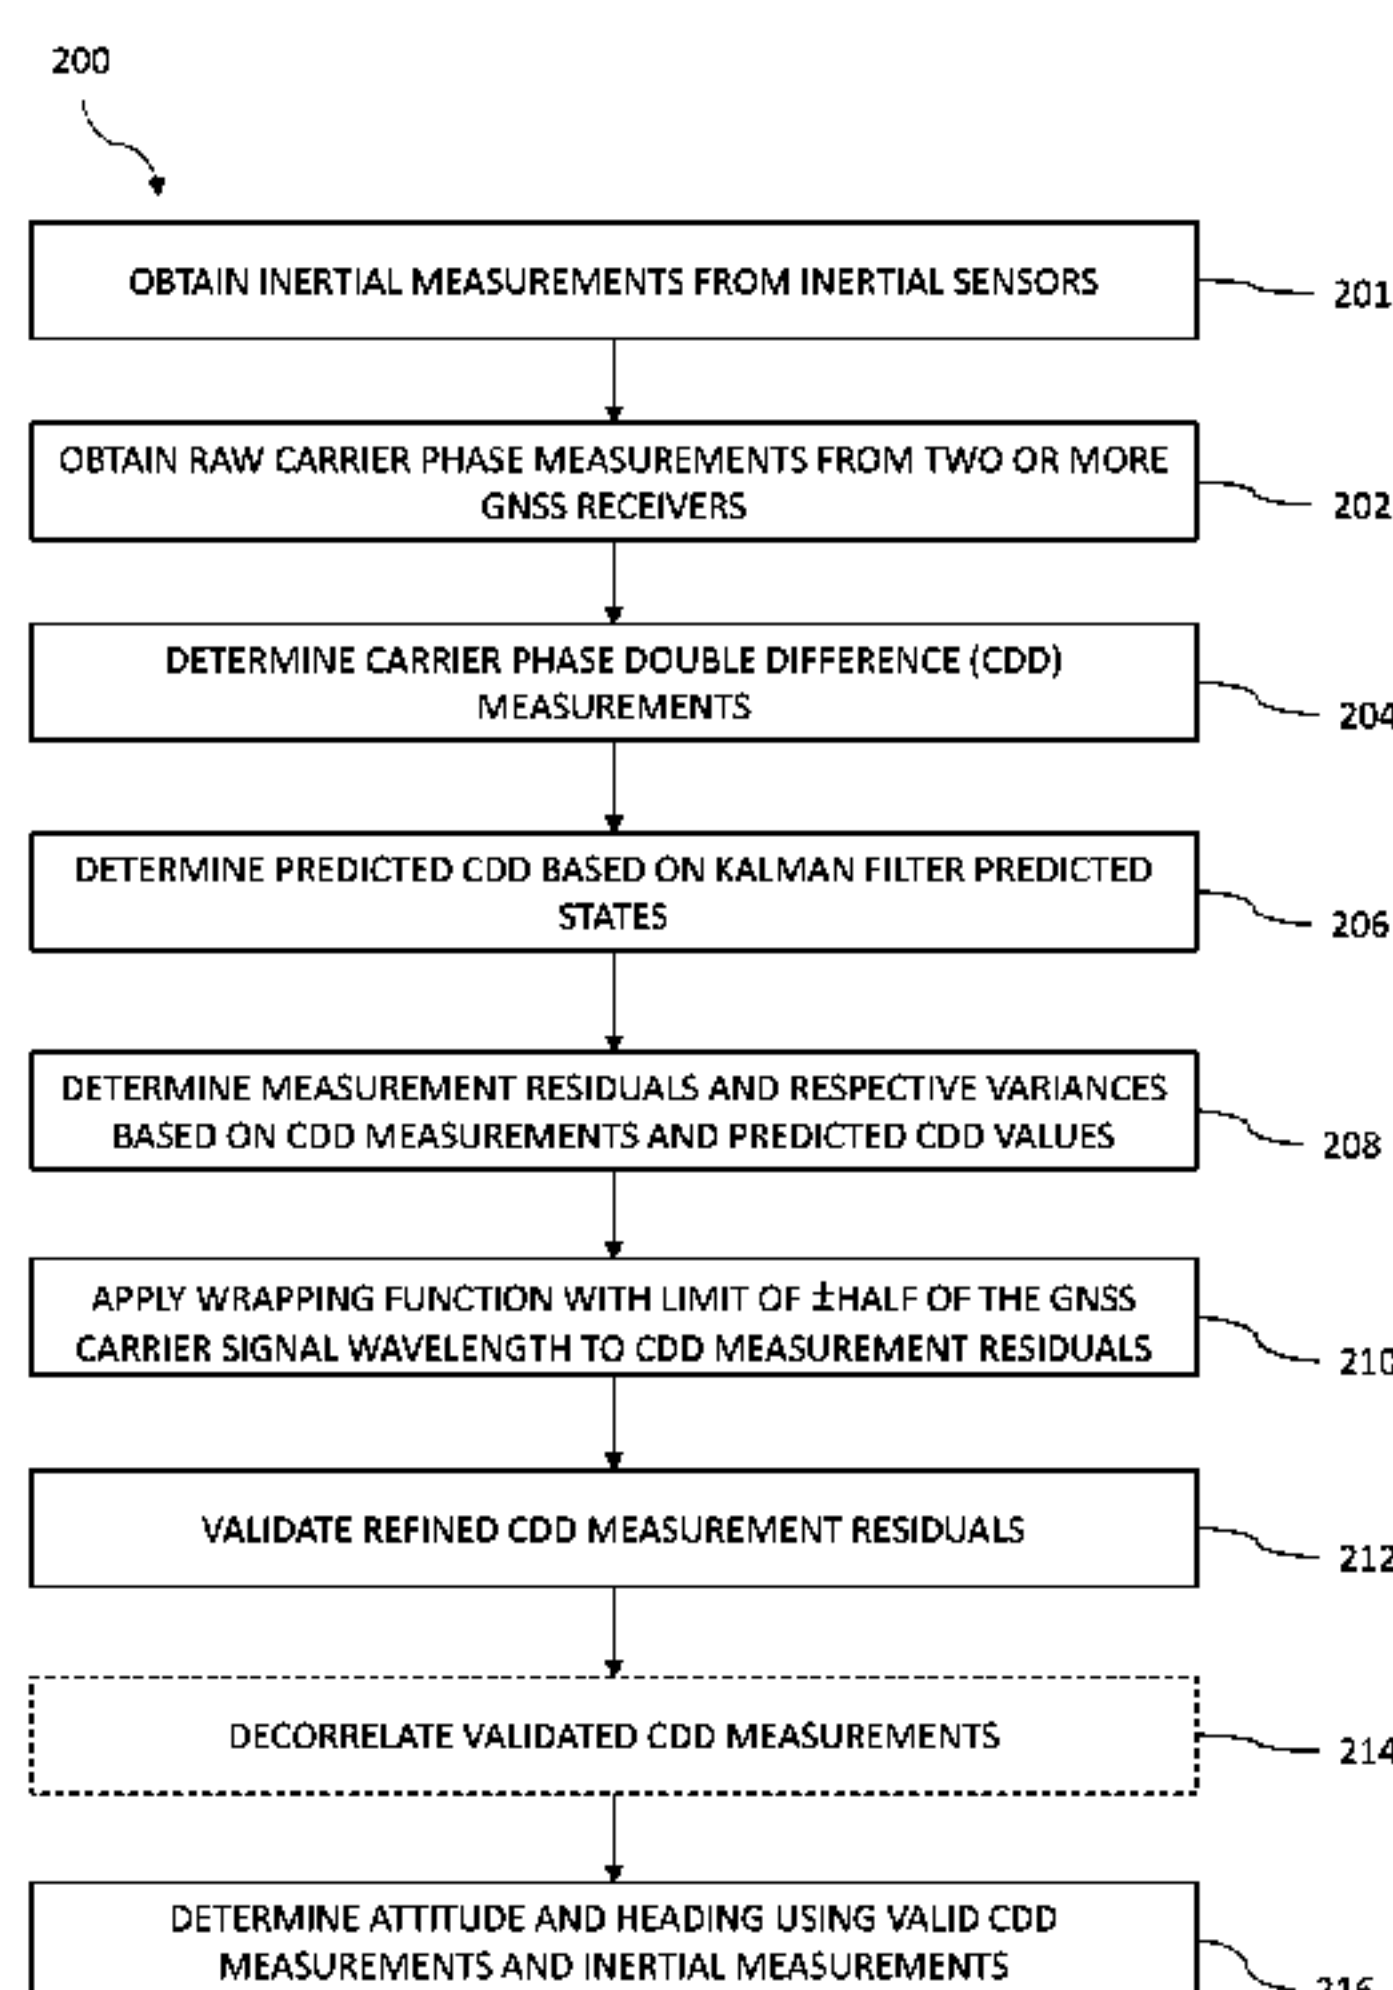 200
OBTAIN INERTIAL MEASUREMENTS FROM INERTIAL SENSORS
201
OBTAIN RAW CARRIER PHASE MEASUREMENTS FROM TWO OR MORE
GNSS RECEIVERS
202
DETERMINE CARRIER PHASE DOUBLE DIFFERENCE (CDD)
MEASUREMENTS
204
DETERMINE PREDICTED CDD BASED ON KALMAN FILTER PREDICTED
STATES
206
DETERMINE MEASUREMENT RESIDUALS AND RESPECTIVE VARIANCES
BASED ON CDD MEASUREMENTS AND PREDICTED CDD VALUES
208
APPLY WRAPPING FUNCTION WITH LIMIT OF ±HALF OF THE GNSS
CARRIER SIGNAL WAVELENGTH TO CDD MEASUREMENT RESIDUALS
210
VALIDATE REFINED CDD MEASUREMENT RESIDUALS
212
DECORRELATE VALIDATED CDD MEASUREMENTS
214
DETERMINE ATTITUDE AND HEADING USING VALID CDD
MEASUREMENTS AND INERTIAL MEASUREMENTS
216